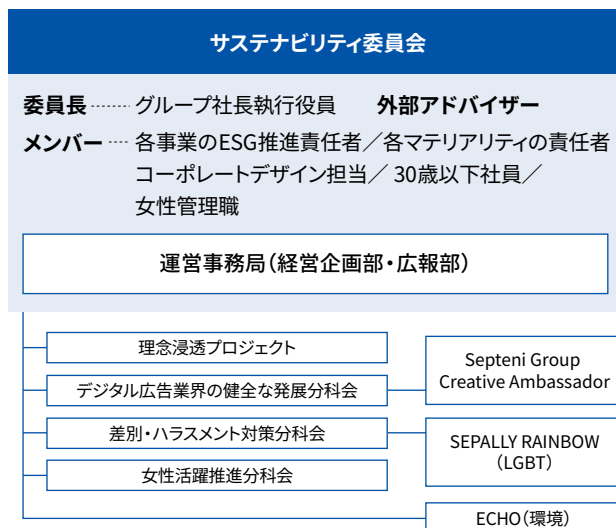 サステナビリティ委員会
委員長 ······· グループ社長執行役員 外部アドバイザー
メンバー ···· 各事業のESG推進責任者／各マテリアリティの責任者
コーポレートデザイン担当／ 30歳以下社員／
女性管理職
運営事務局（経営企画部・広報部）
理念浸透プロジェクト
デジタル広告業界の健全な発展分科会
差別・ハラスメント対策分科会
女性活躍推進分科会
Septeni Group
Creative Ambassador
SEPALLY RAINBOW
（LGBT）
ECHO（環境）